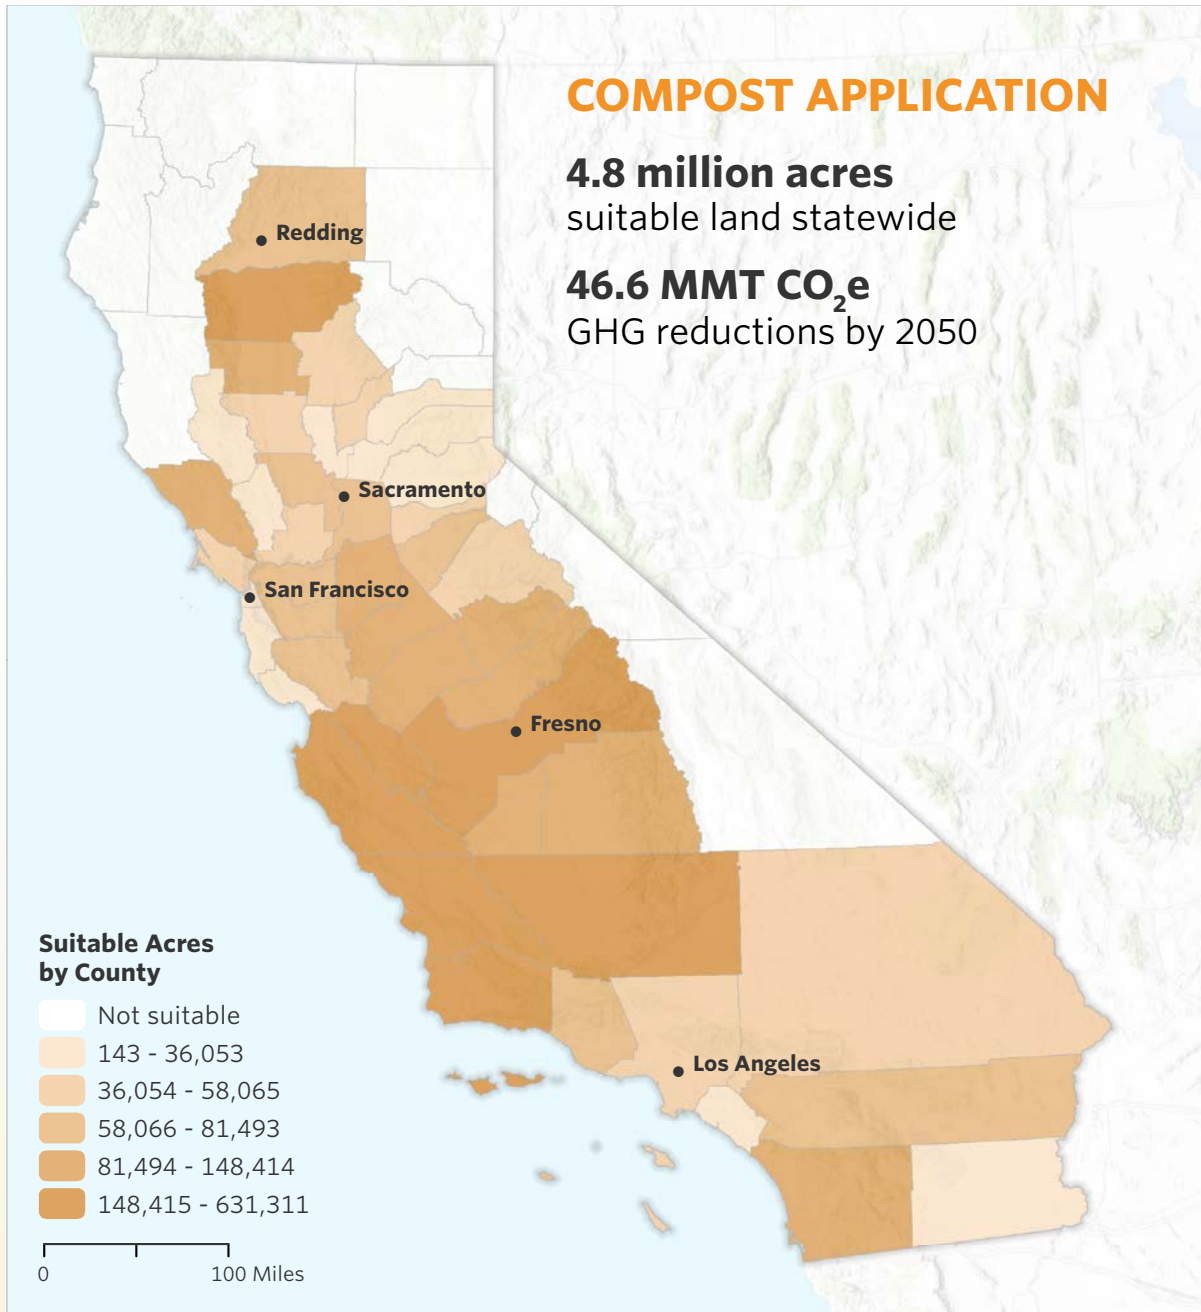 COMPOST APPLICATION
4.8 million acres
suitable land statewide
46.6 MMT CO₂e
GHG reductions by 2050
Redding
Sacramento
San Francisco
Fresno
Los Angeles
Suitable Acres
by County
Not suitable
143 - 36,053
36,054 - 58,065
58,066 - 81,493
81,494 - 148,414
148,415 - 631,311
0 100 Miles